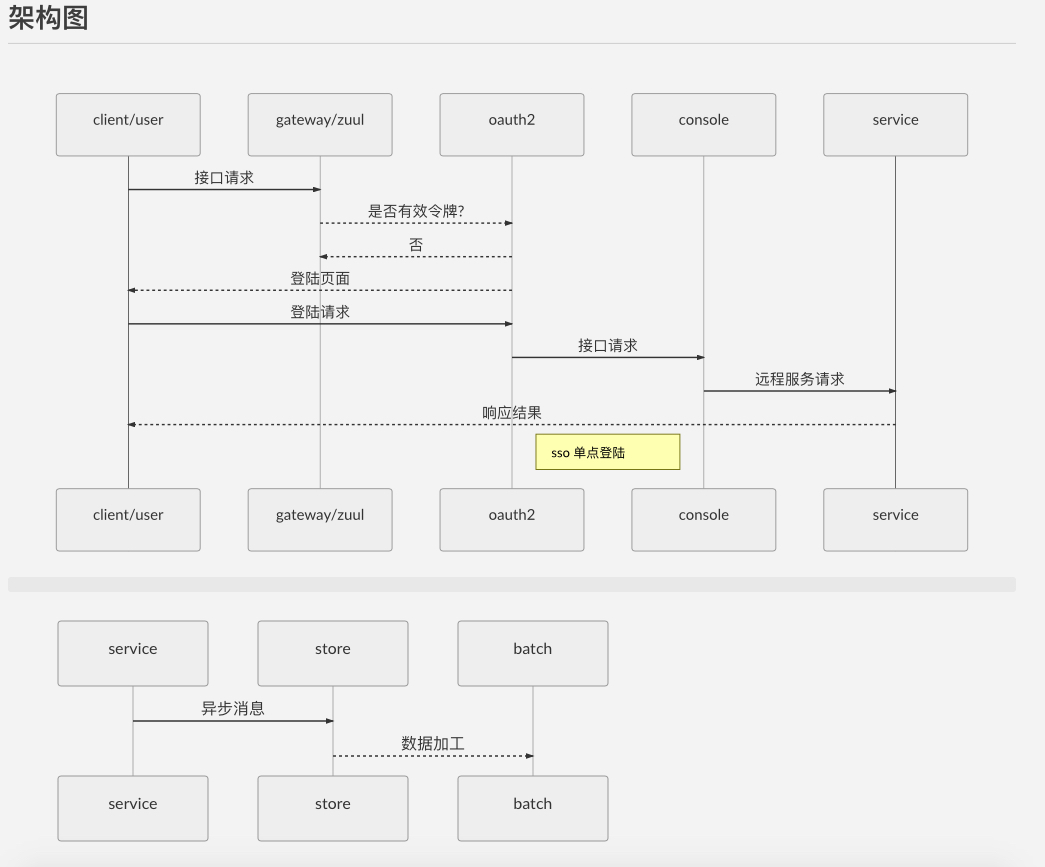 架构图
client/user
gateway/zuul
oauth2
console
service
接口请求
是否有效令牌?
否
登陆页面
登陆请求
接口请求
远程服务请求
响应结果
sso 单点登陆
client/user
gateway/zuul
oauth2
console
service
service
store
batch
异步消息
数据加工
service
store
batch